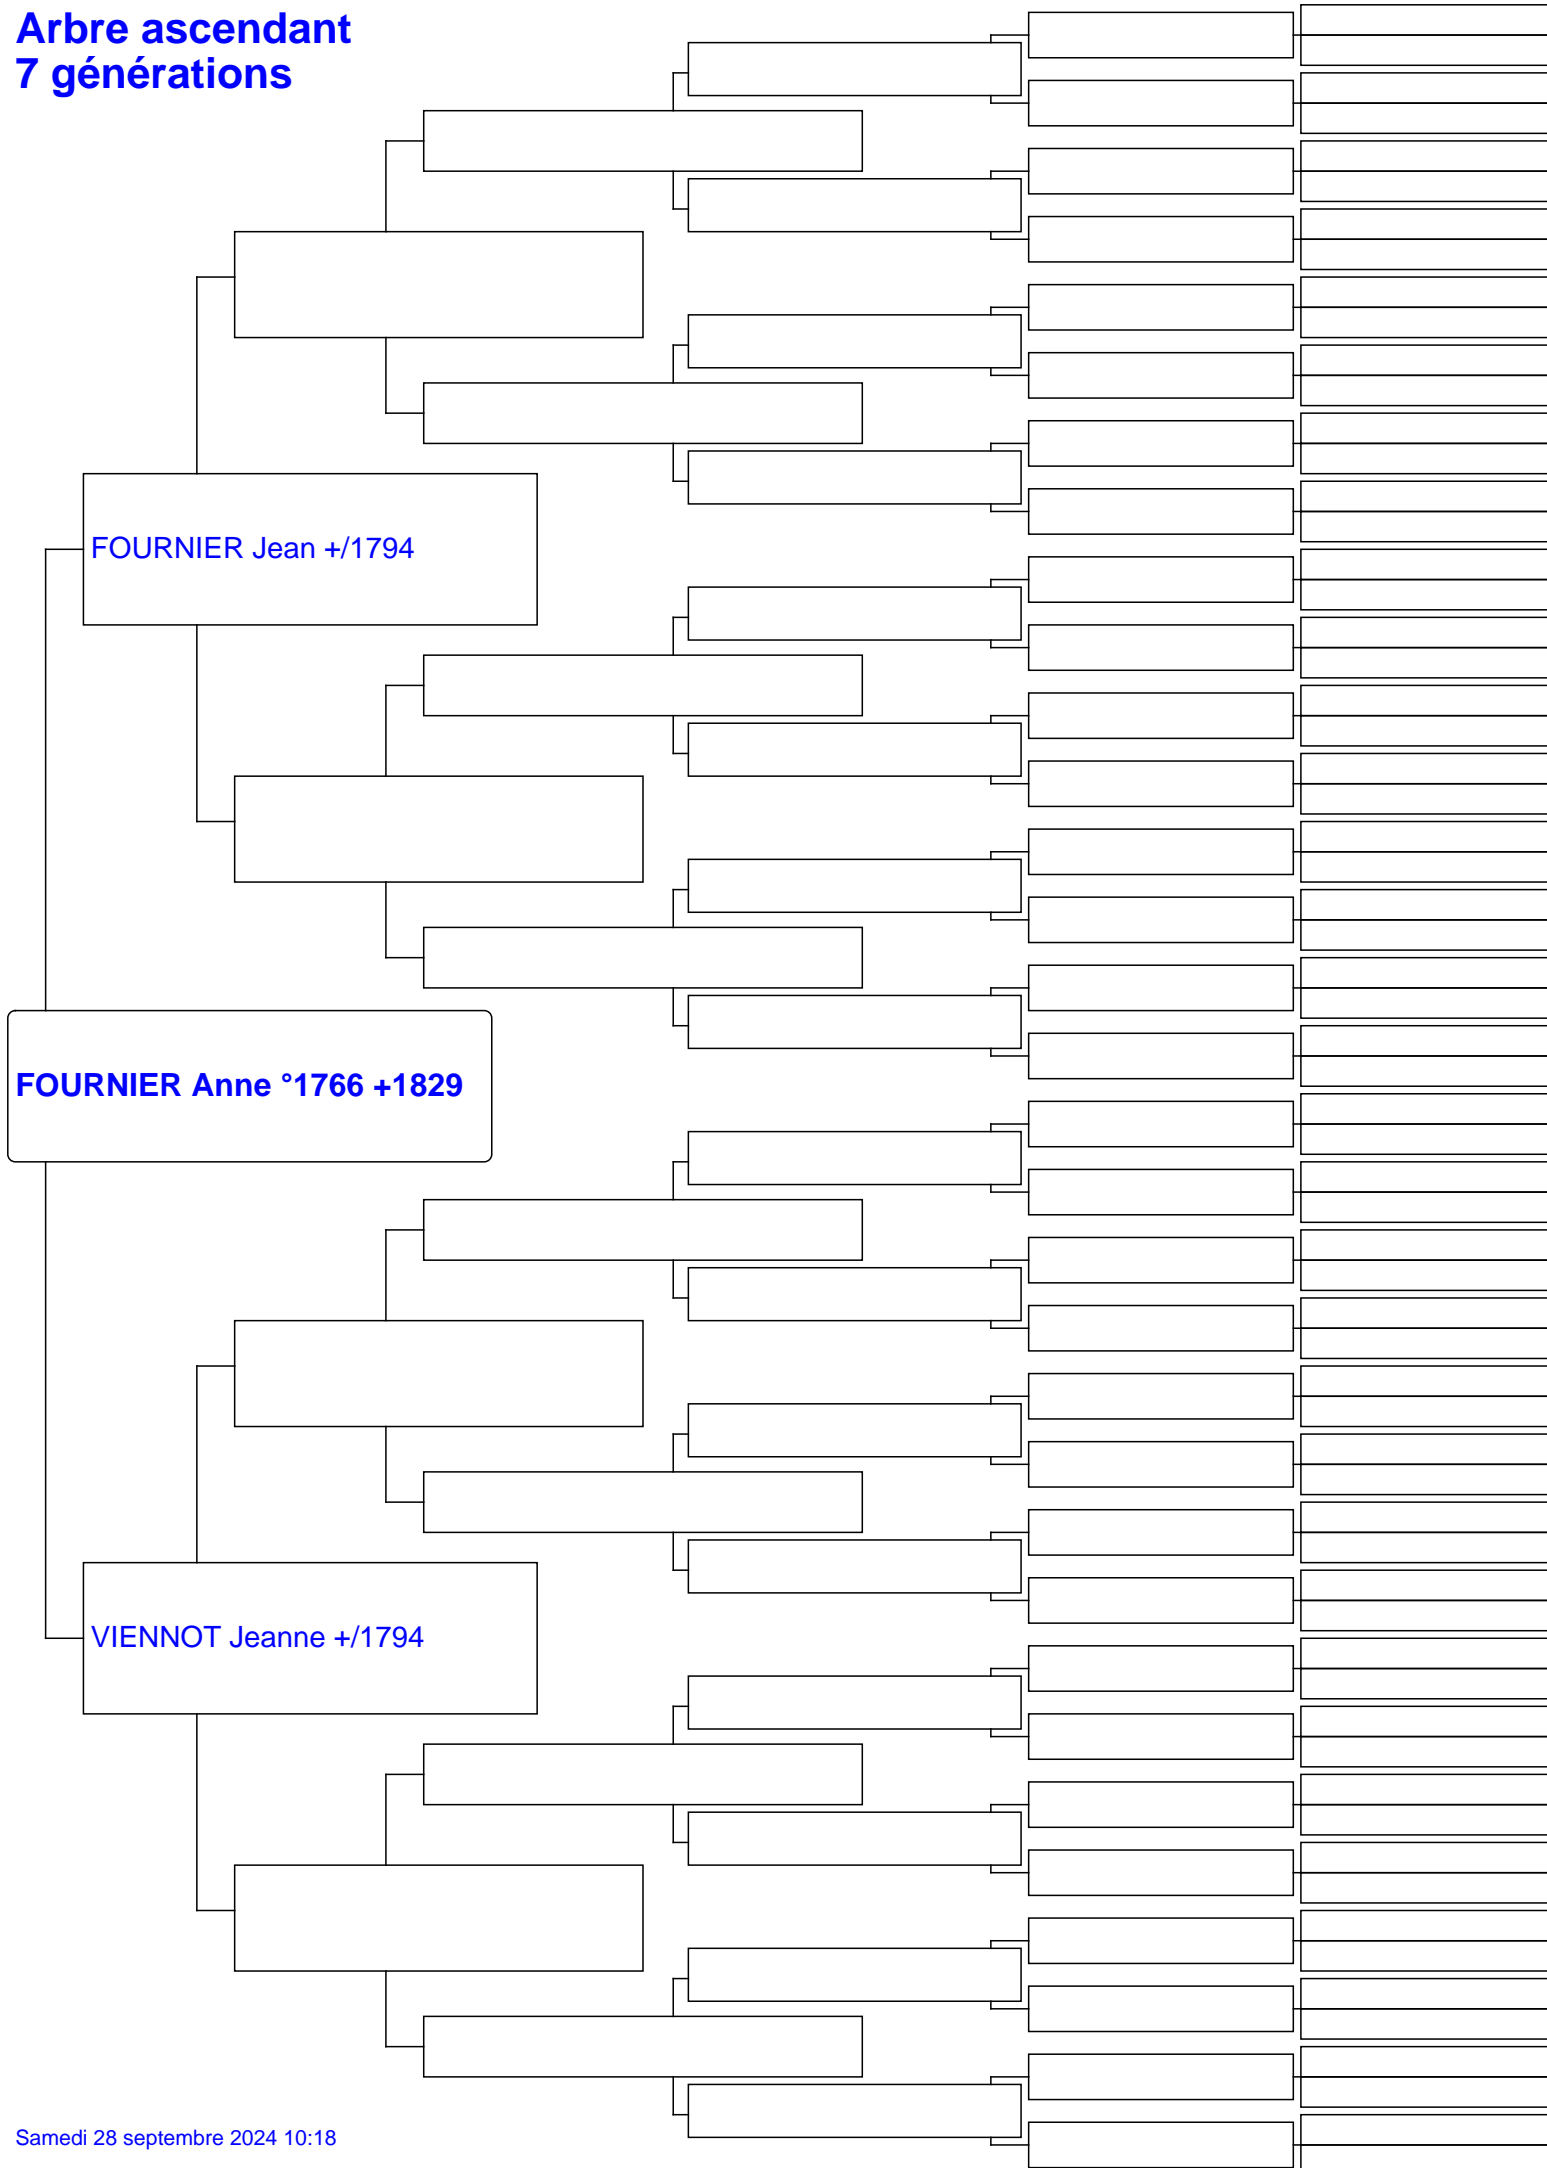 Arbre ascendant
7 générations
FOURNIER Jean +/1794
FOURNIER Anne °1766 +1829
VIENNOT Jeanne +/1794
Samedi 28 septembre 2024 10:18